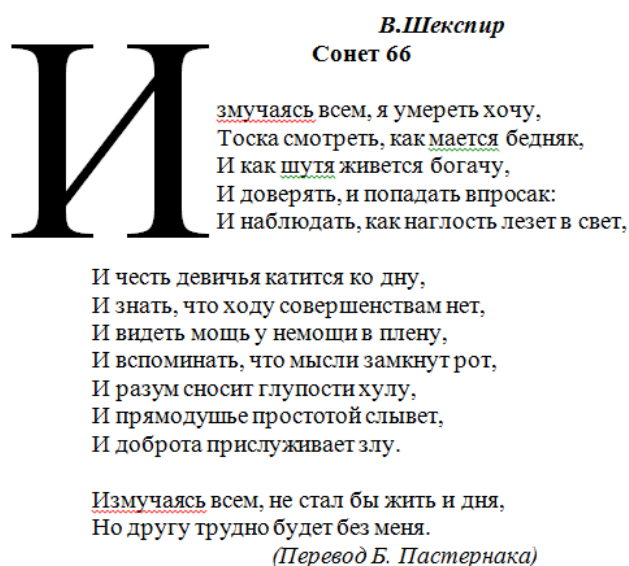 В.Шекспир
Сонет 66
Измучаясь всем, я умереть хочу,
Тоска смотреть, как мается бедняк,
И как шутя живется богачу,
И доверять, и попадать впросак:
И наблюдать, как наглость лезет в свет,
И честь девичья катится ко дну,
И знать, что ходу совершенствам нет,
И видеть мощь у немощи в плену,
И вспоминать, что мысли замкнут рот,
И разум сносит глупости хулу,
И прямодушье простотой слывет,
И доброта прислуживает злу.
Измучаясь всем, не стал бы жить и дня,
Но другу трудно будет без меня.
(Перевод Б. Пастернака)